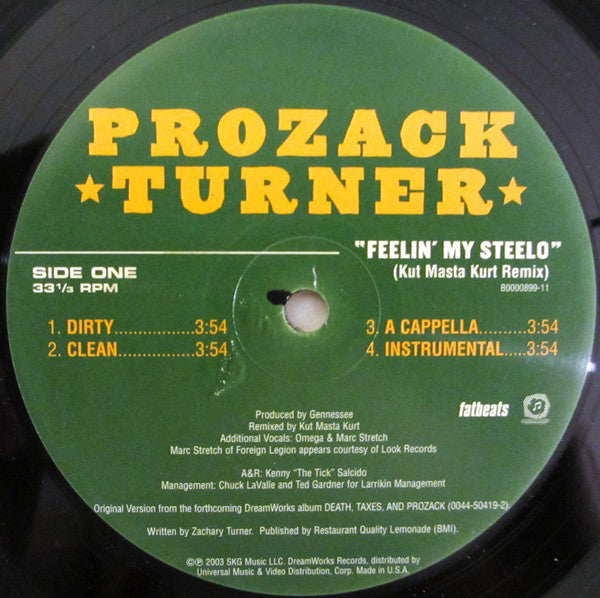 PROZACK
★TURNER★
"FEELIN' MY STEELO"
(Kut Masta Kurt Remix)
B0000899-11
SIDE ONE
33 1/3 RPM
1. DIRTY.................3:54
2. CLEAN................3:54
3. A CAPPELLA..........3:54
4. INSTRUMENTAL.....3:54
fatbeats
Produced by Gennessee
Remixed by Kut Masta Kurt
Additional Vocals: Omega & Marc Stretch
Marc Stretch of Foreign Legion appears courtesy of Look Records
A&R: Kenny "The Tick" Salcido
Management: Chuck LaValle and Ted Gardner for Larrikin Management
Original Version from the forthcoming DreamWorks album DEATH, TAXES, AND PROZACK (0044-50419-2).
Written by Zachary Turner. Published by Restaurant Quality Lemonade (BMI).
©℗ 2003 SKG Music LLC. DreamWorks Records, distributed by
Universal Music & Video Distribution, Corp. Made in U.S.A.